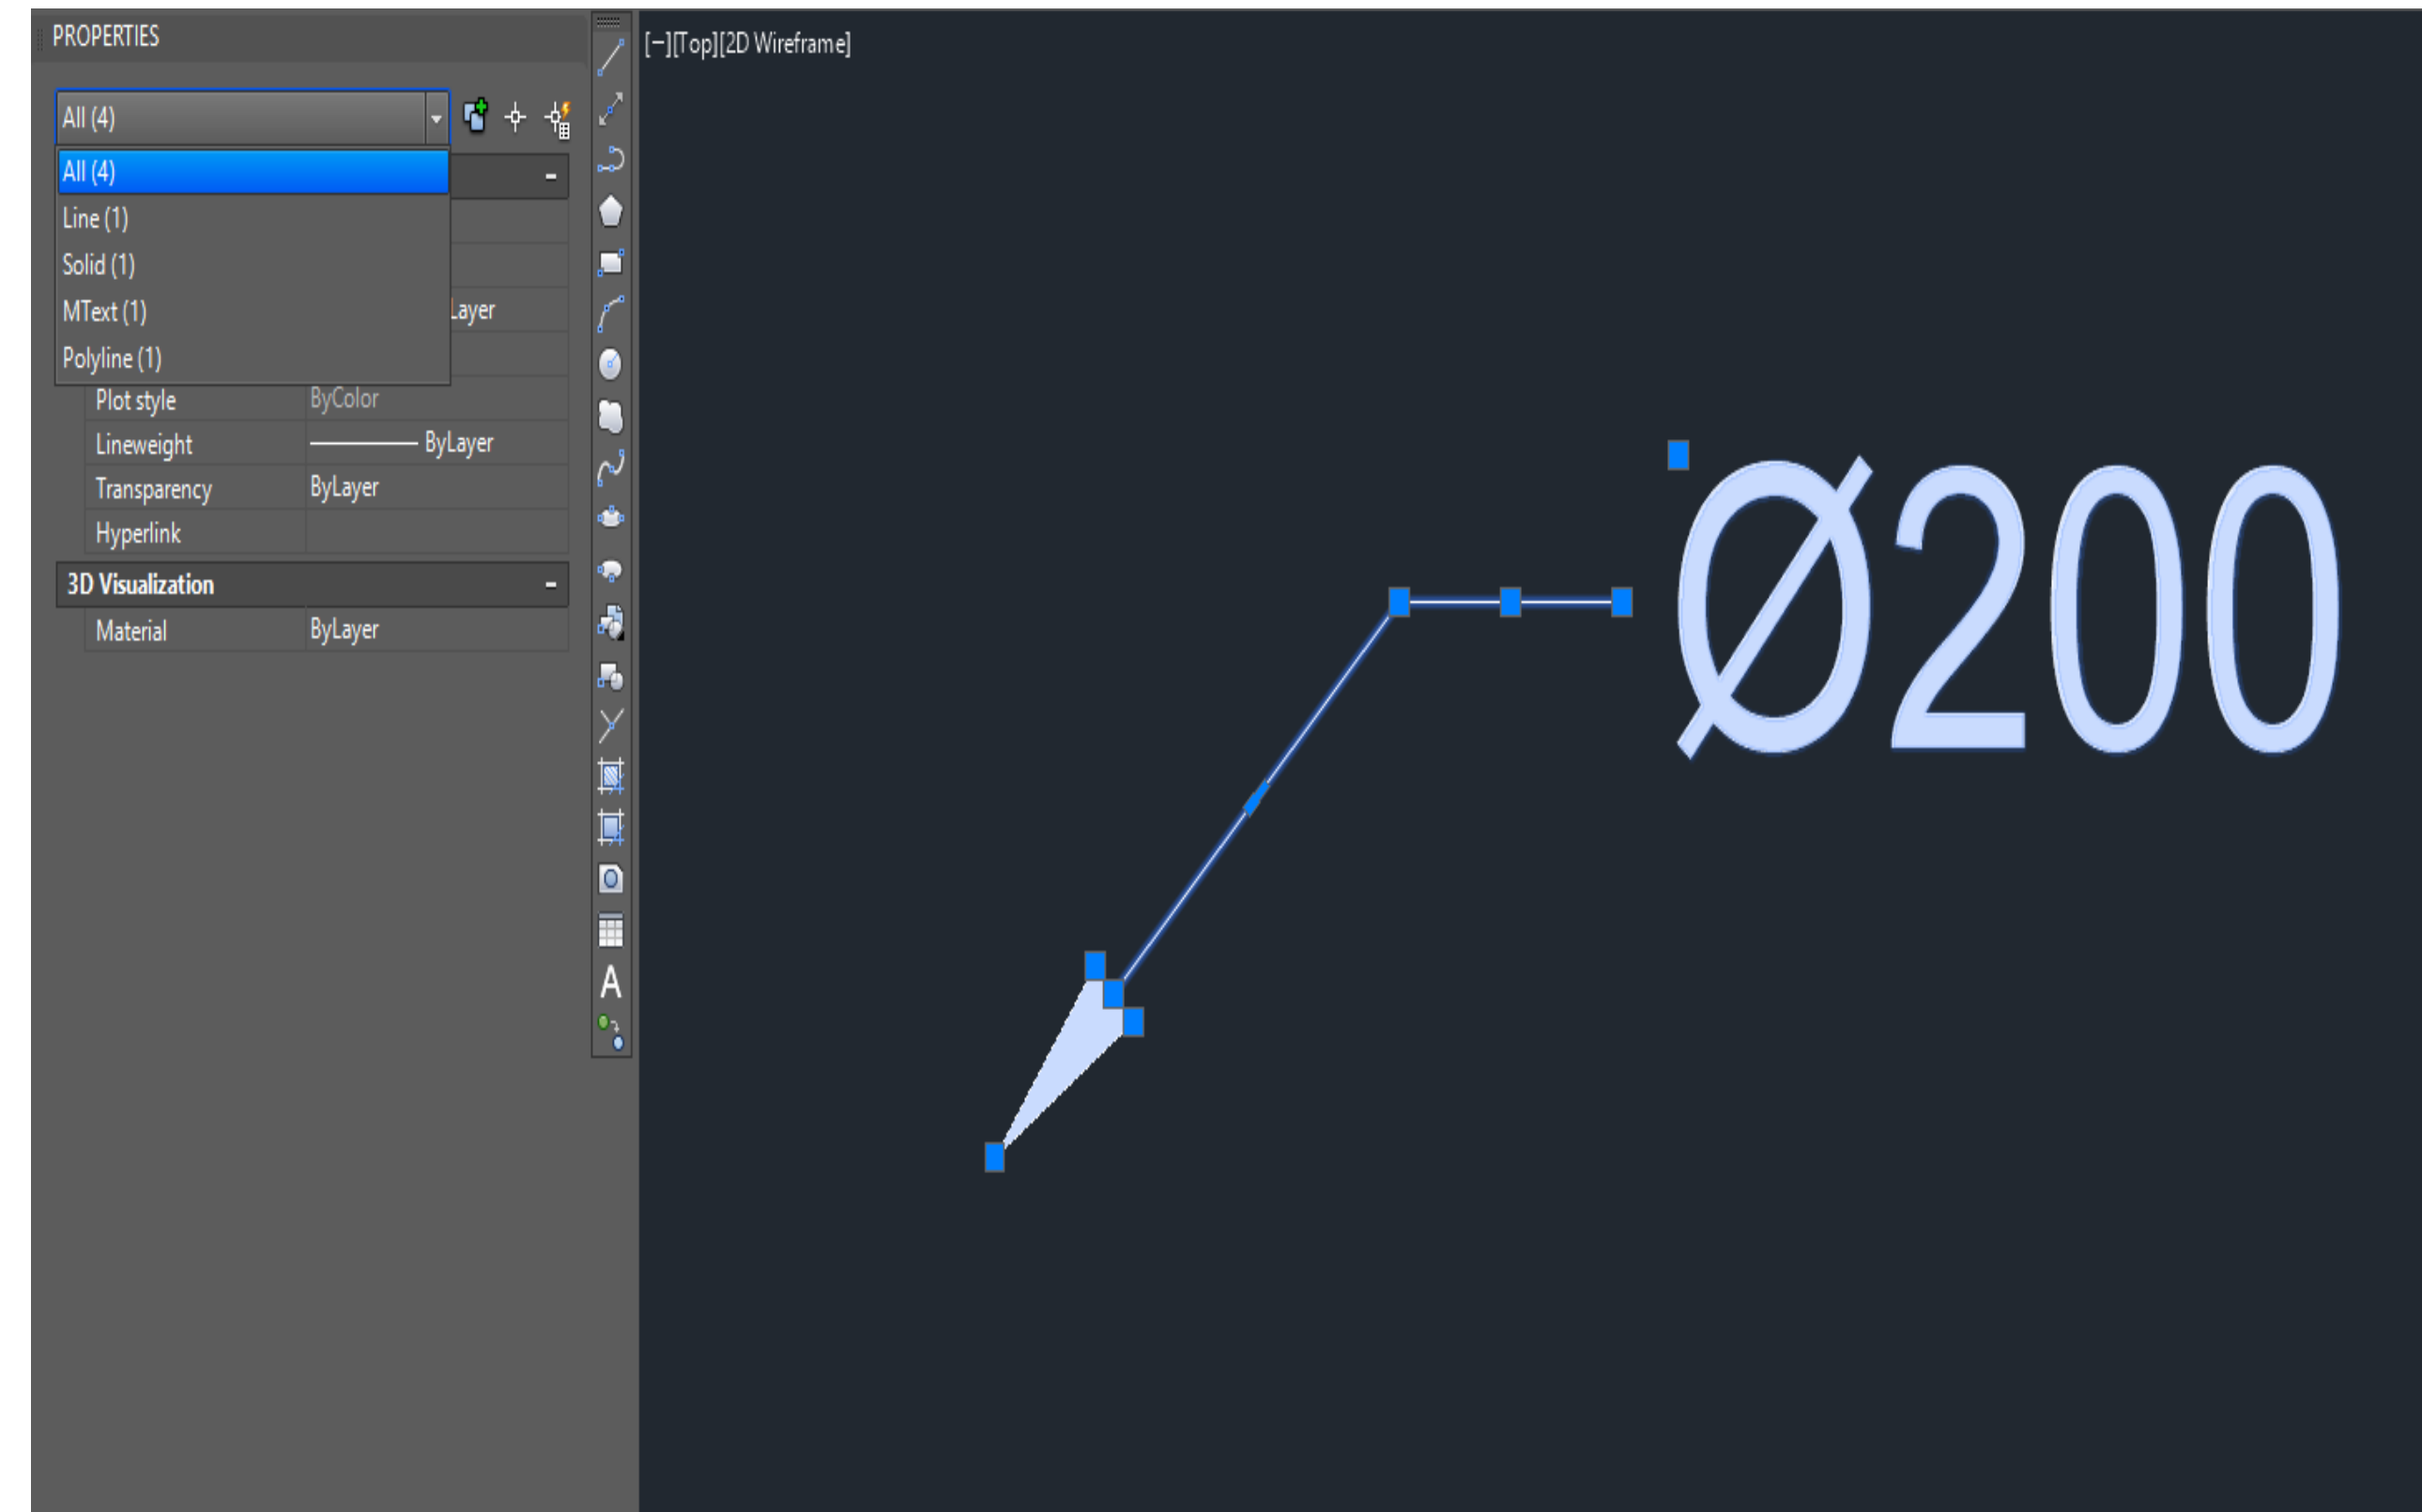 PROPERTIES
[−][Top][2D Wireframe]
All (4)
All (4)
Line (1)
Solid (1)
MText (1)
Layer
Polyline (1)
Plot style ByColor
Lineweight ByLayer
Transparency ByLayer
Hyperlink
3D Visualization
Material ByLayer
A
Ø200